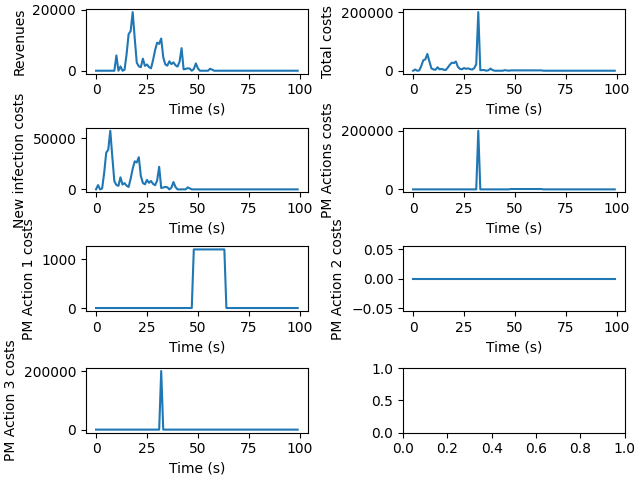 Revenues
20000
0
0 25 50 75 100
Time (s)
Total costs
200000
0
0 25 50 75 100
Time (s)
New infection costs
50000
0
0 25 50 75 100
Time (s)
PM Actions costs
200000
0
0 25 50 75 100
Time (s)
PM Action 1 costs
1000
0
0 25 50 75 100
Time (s)
PM Action 2 costs
0.05
0.00
−0.05
0 25 50 75 100
Time (s)
PM Action 3 costs
200000
0
0 25 50 75 100
Time (s)
1.0
0.5
0.0
0.0 0.2 0.4 0.6 0.8 1.0